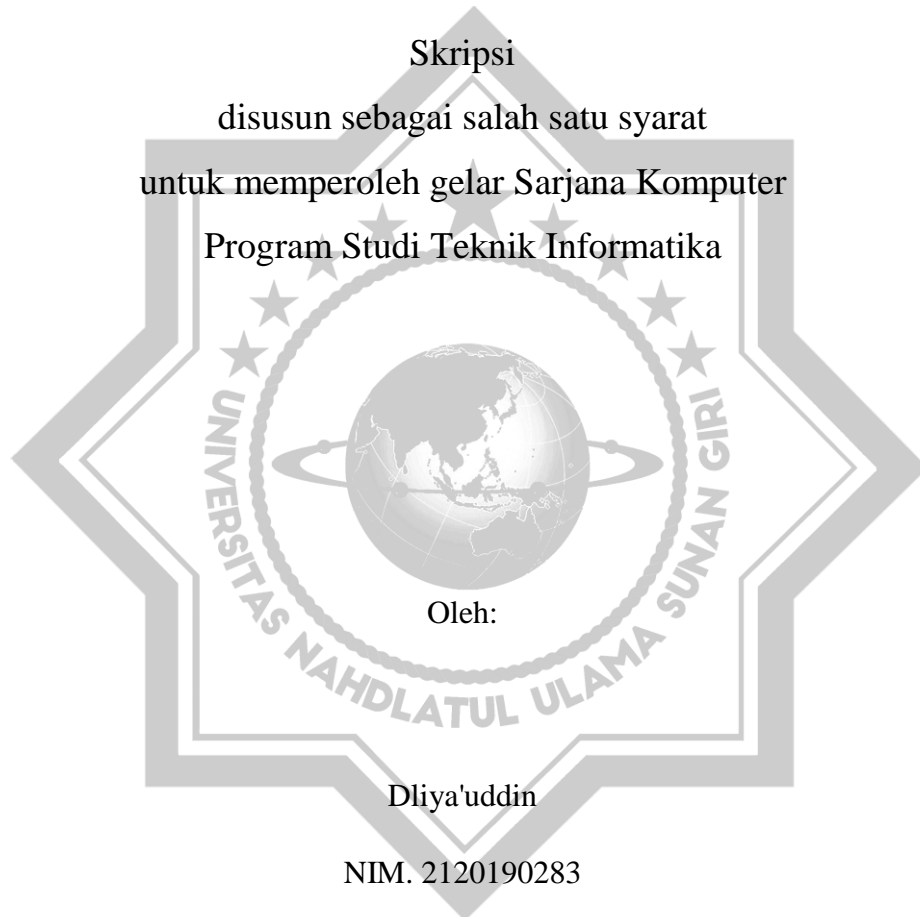 Skripsi
disusun sebagai salah satu syarat
untuk memperoleh gelar Sarjana Komputer
Program Studi Teknik Informatika
UNIVERSITAS NAHDLATUL ULAMA SUNAN GIRI
Oleh:
Dliya'uddin
NIM. 2120190283